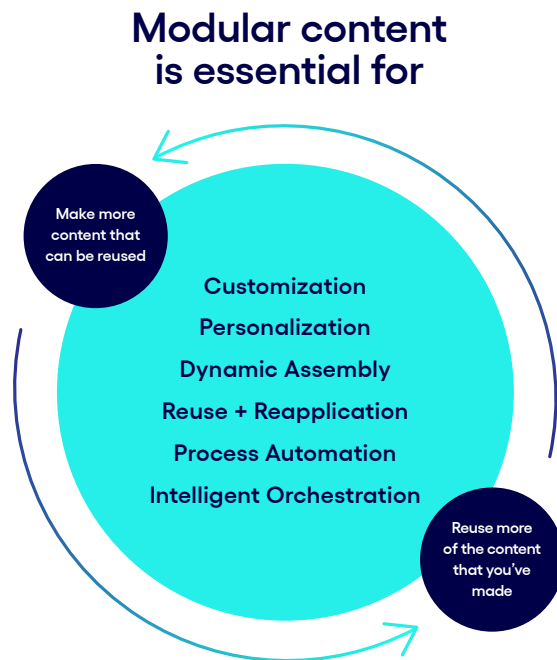 Modular content
is essential for
Make more
content that
can be reused
Customization
Personalization
Dynamic Assembly
Reuse + Reapplication
Process Automation
Intelligent Orchestration
Reuse more
of the content
that you’ve
made